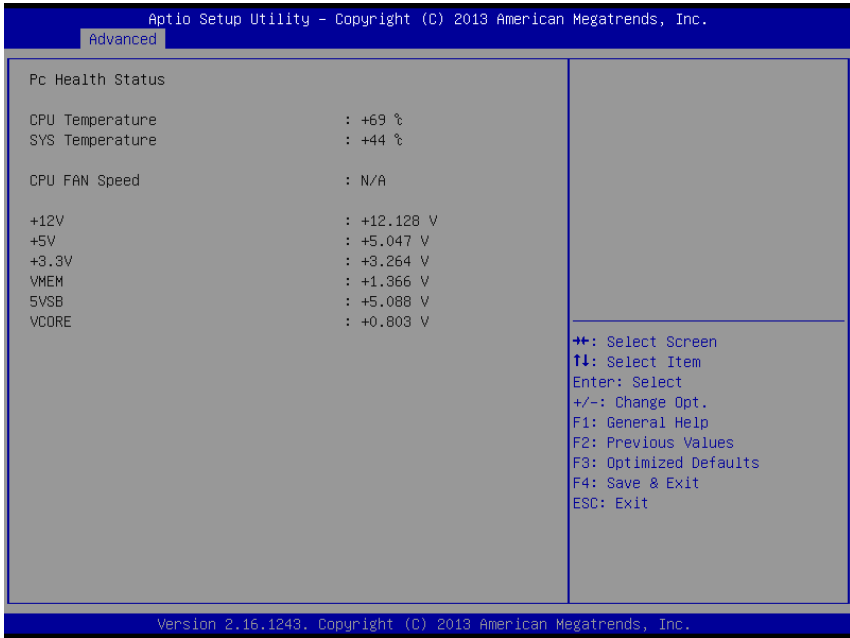 Aptio Setup Utility – Copyright (C) 2013 American Megatrends, Inc.
Advanced
Pc Health Status
CPU Temperature : +69 ℃
SYS Temperature : +44 ℃
CPU FAN Speed : N/A
+12V : +12.128 V
+5V : +5.047 V
+3.3V : +3.264 V
VMEM : +1.366 V
5VSB : +5.088 V
VCORE : +0.803 V
→←: Select Screen
↑↓: Select Item
Enter: Select
+/-: Change Opt.
F1: General Help
F2: Previous Values
F3: Optimized Defaults
F4: Save & Exit
ESC: Exit
Version 2.16.1243. Copyright (C) 2013 American Megatrends, Inc.